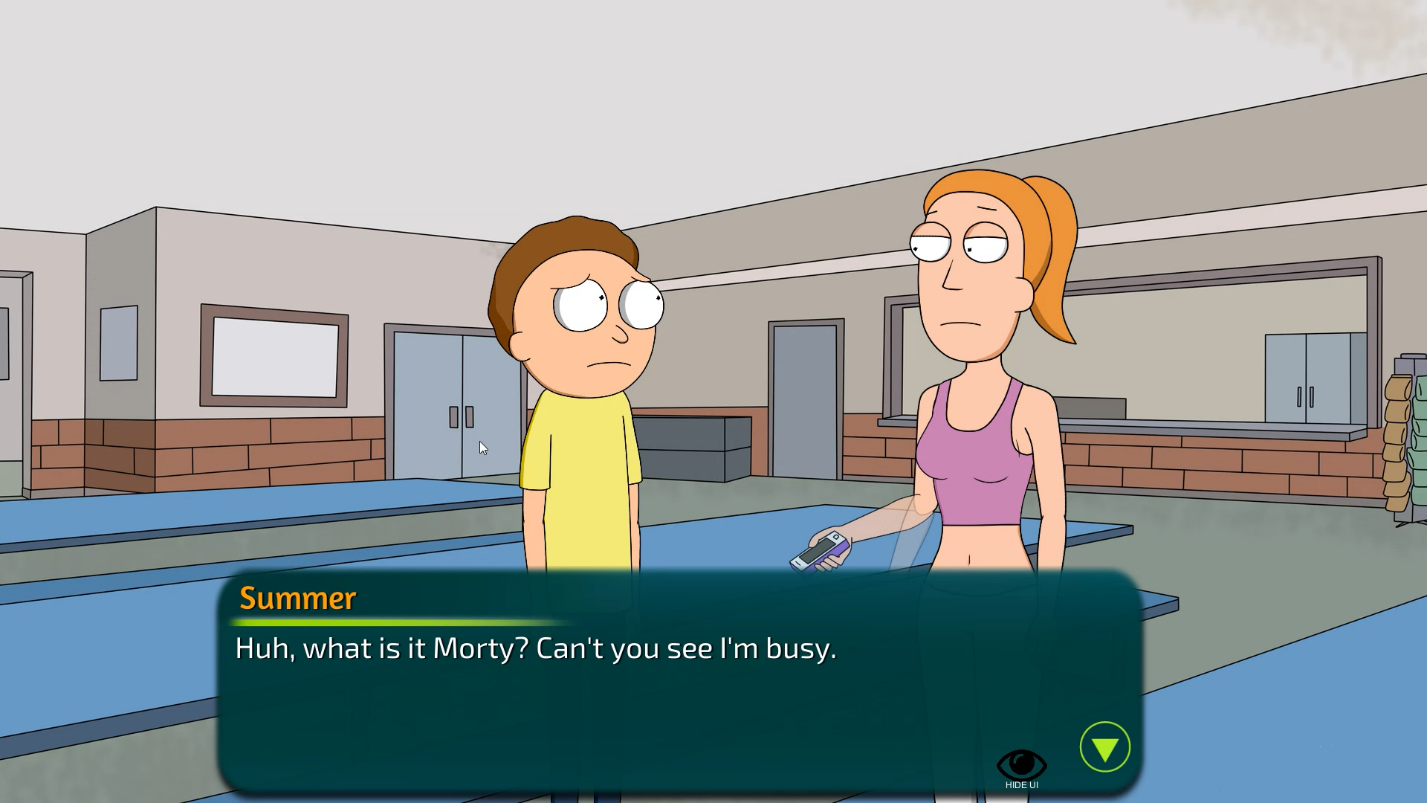 Summer
Huh, what is it Morty? Can't you see I'm busy.
HIDE UI